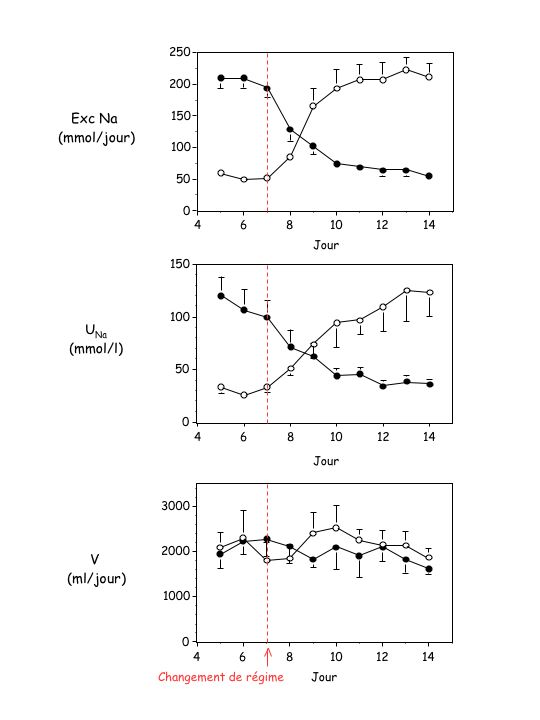 250
200
Exc Na
150
(mmol/jour)
100
50
0
4 6 8 10 12 14
Jour
150
100
U_Na
(mmol/l)
50
0
4 6 8 10 12 14
Jour
3000
V
2000
(ml/jour)
1000
0
4 6 8 10 12 14
Changement de régime Jour